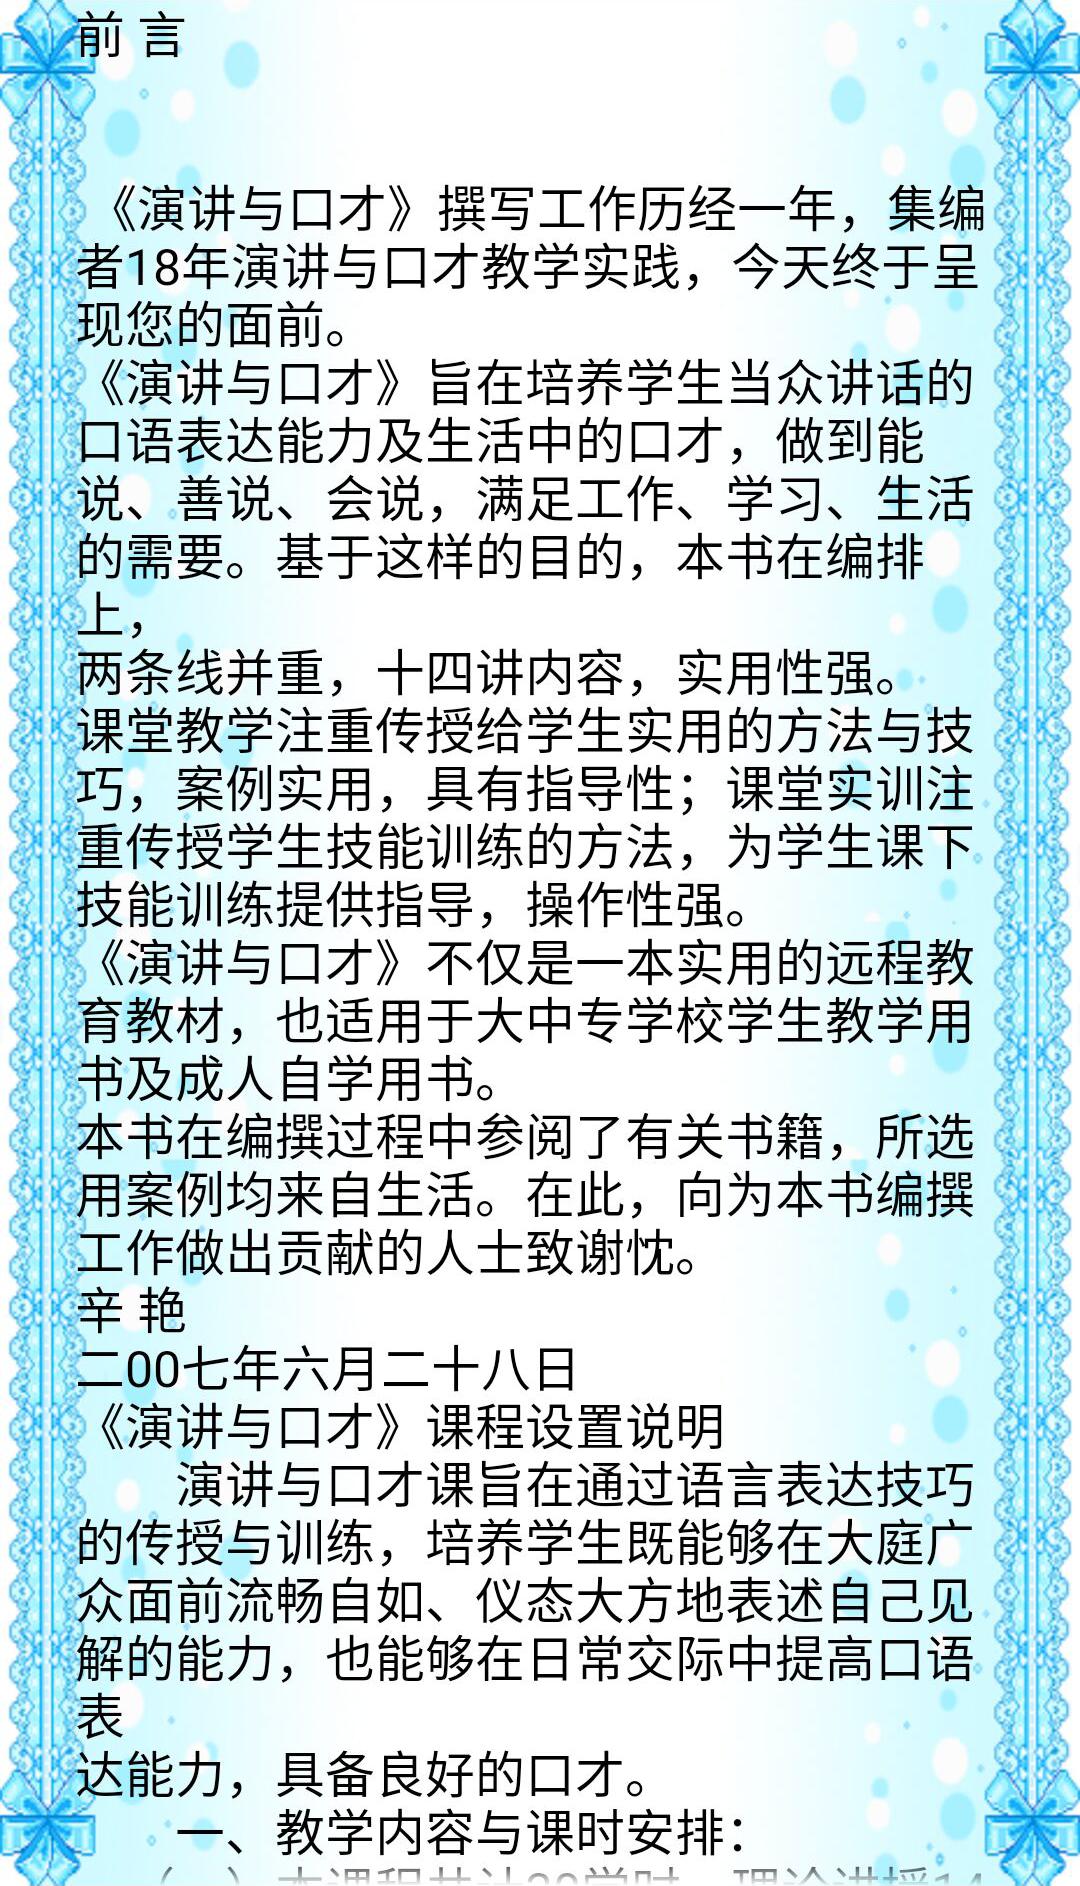 前 言
《演讲与口才》撰写工作历经一年，集编
者18年演讲与口才教学实践，今天终于呈
现您的面前。
《演讲与口才》旨在培养学生当众讲话的
口语表达能力及生活中的口才，做到能
说、善说、会说，满足工作、学习、生活
的需要。基于这样的目的，本书在编排
上，
两条线并重，十四讲内容，实用性强。
课堂教学注重传授给学生实用的方法与技
巧，案例实用，具有指导性；课堂实训注
重传授学生技能训练的方法，为学生课下
技能训练提供指导，操作性强。
《演讲与口才》不仅是一本实用的远程教
育教材，也适用于大中专学校学生教学用
书及成人自学用书。
本书在编撰过程中参阅了有关书籍，所选
用案例均来自生活。在此，向为本书编撰
工作做出贡献的人士致谢忱。
辛 艳
二00七年六月二十八日
《演讲与口才》课程设置说明
演讲与口才课旨在通过语言表达技巧
的传授与训练，培养学生既能够在大庭广
众面前流畅自如、仪态大方地表述自己见
解的能力，也能够在日常交际中提高口语
表
达能力，具备良好的口才。
一、教学内容与课时安排：